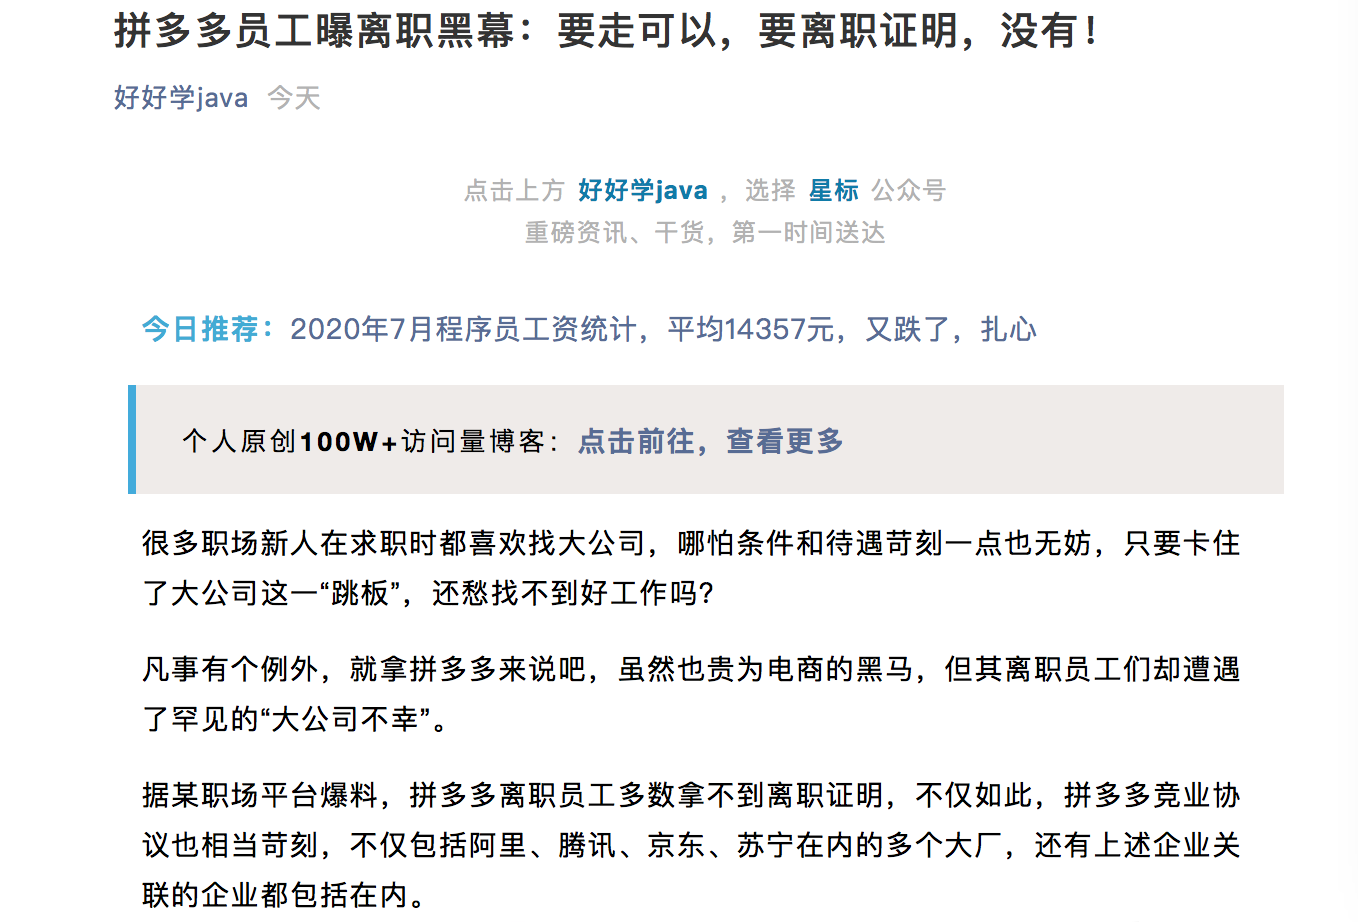 拼多多员工曝离职黑幕：要走可以，要离职证明，没有！
好好学java 今天
点击上方 好好学java ，选择 星标 公众号
重磅资讯、干货，第一时间送达
今日推荐：2020年7月程序员工资统计，平均14357元，又跌了，扎心
个人原创100W+访问量博客：点击前往，查看更多
很多职场新人在求职时都喜欢找大公司，哪怕条件和待遇苛刻一点也无妨，只要卡住
了大公司这一“跳板”，还愁找不到好工作吗？
凡事有个例外，就拿拼多多来说吧，虽然也贵为电商的黑马，但其离职员工们却遭遇
了罕见的“大公司不幸”。
据某职场平台爆料，拼多多离职员工多数拿不到离职证明，不仅如此，拼多多竞业协
议也相当苛刻，不仅包括阿里、腾讯、京东、苏宁在内的多个大厂，还有上述企业关
联的企业都包括在内。